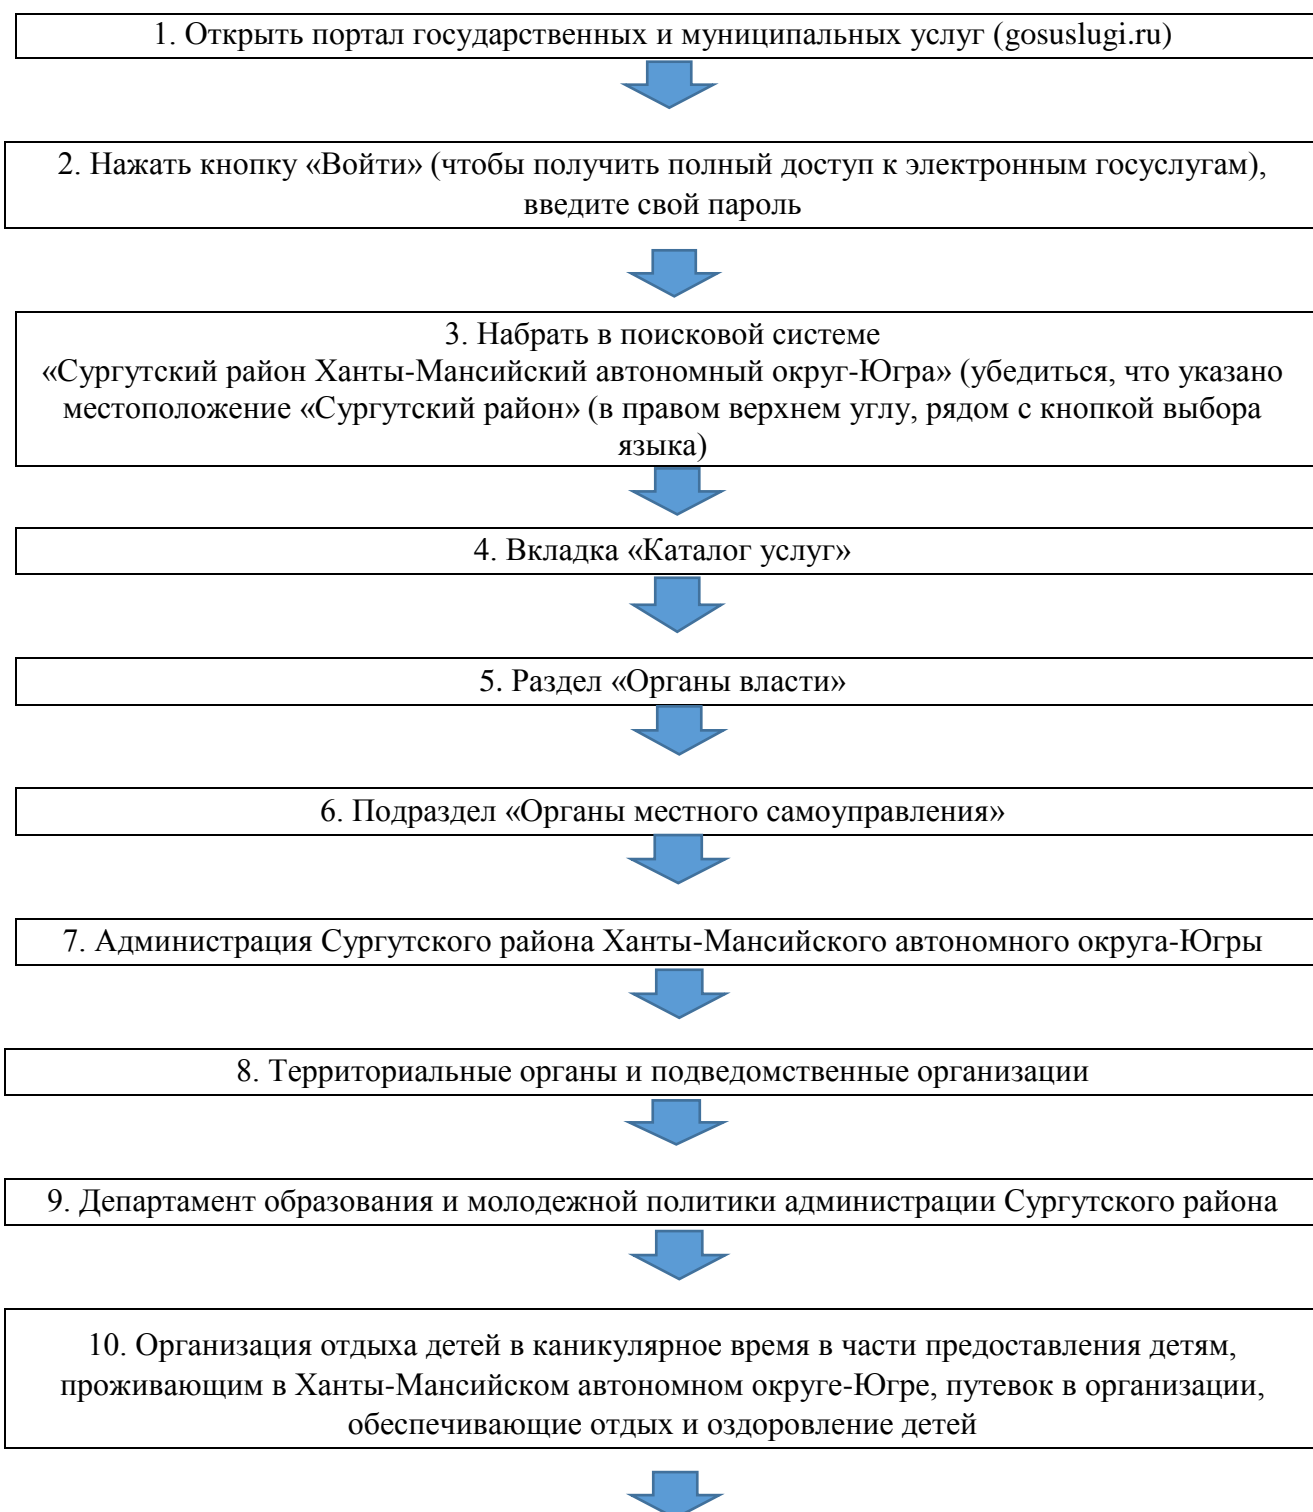 1. Открыть портал государственных и муниципальных услуг (gosuslugi.ru)
2. Нажать кнопку «Войти» (чтобы получить полный доступ к электронным госуслугам),
введите свой пароль
3. Набрать в поисковой системе
«Сургутский район Ханты-Мансийский автономный округ-Югра» (убедиться, что указано
местоположение «Сургутский район» (в правом верхнем углу, рядом с кнопкой выбора
языка)
4. Вкладка «Каталог услуг»
5. Раздел «Органы власти»
6. Подраздел «Органы местного самоуправления»
7. Администрация Сургутского района Ханты-Мансийского автономного округа-Югры
8. Территориальные органы и подведомственные организации
9. Департамент образования и молодежной политики администрации Сургутского района
10. Организация отдыха детей в каникулярное время в части предоставления детям,
проживающим в Ханты-Мансийском автономном округе-Югре, путевок в организации,
обеспечивающие отдых и оздоровление детей